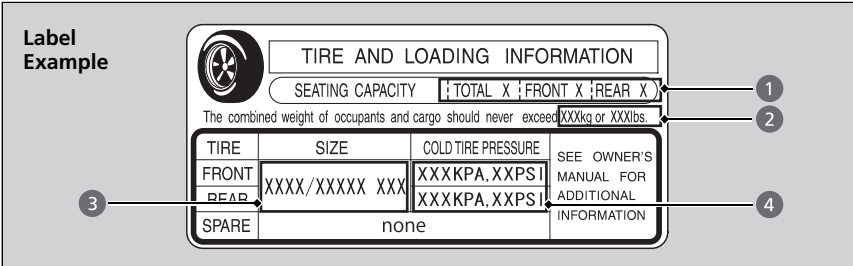 Label
Example
TIRE AND LOADING INFORMATION
SEATING CAPACITY TOTAL X FRONT X REAR X
1
The combined weight of occupants and cargo should never exceed XXXkg or XXXlbs.
2
TIRE SIZE COLD TIRE PRESSURE
SEE OWNER'S
MANUAL FOR
ADDITIONAL
INFORMATION
FRONT XXXX/XXXXX XXX XXXKPA,XXPSI
REAR XXXKPA,XXPSI
3
4
SPARE none